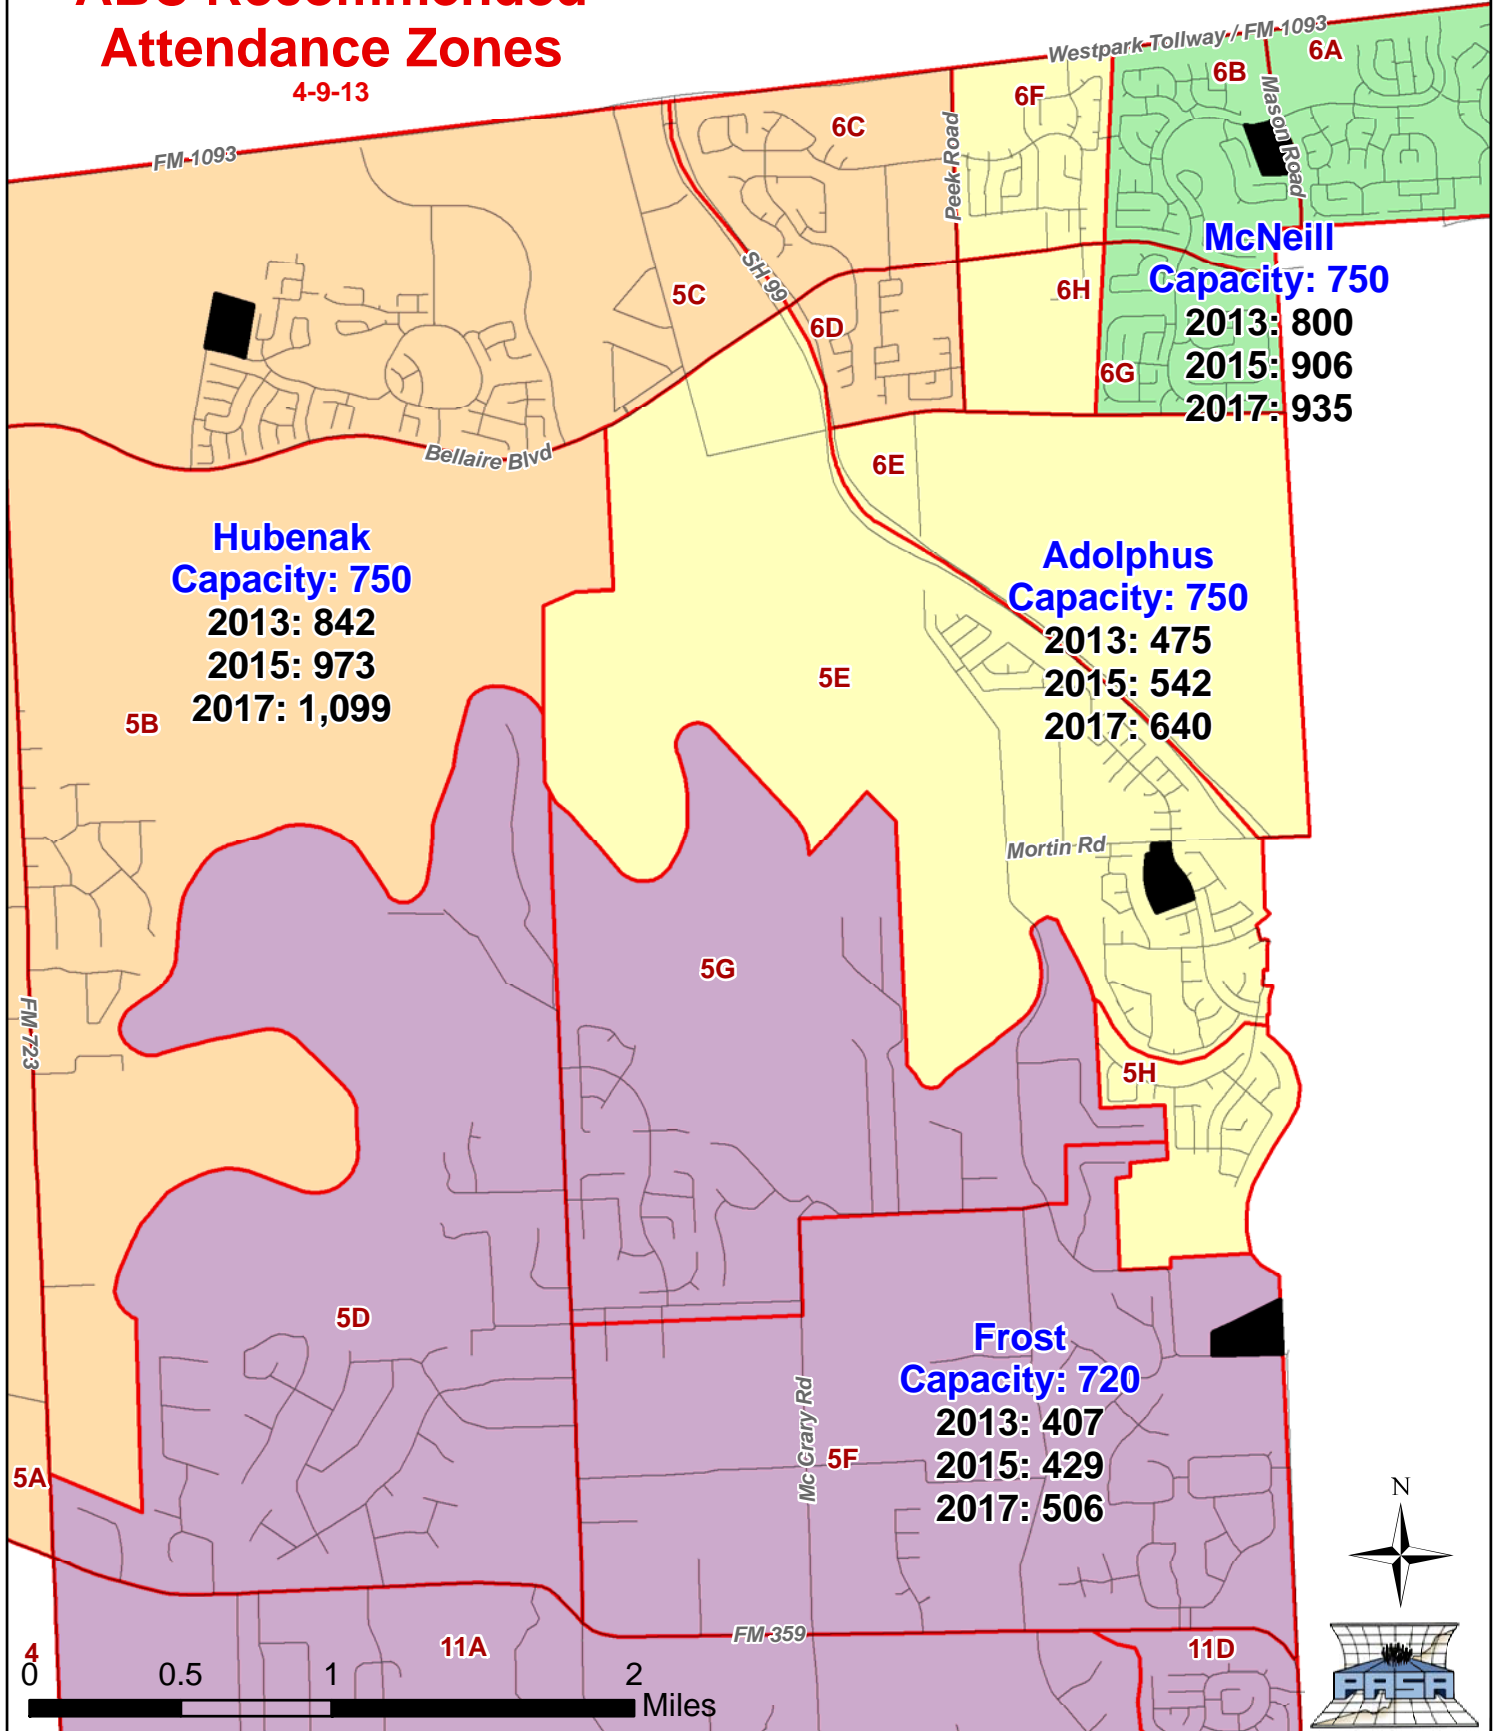 ABC Recommended
Attendance Zones
4-9-13
Westpark Tollway / FM 1093
6A
6B
6F
6C
Mason Road
Peek Road
FM 1093
McNeill
Capacity: 750
2013: 800
2015: 906
2017: 935
SH 99
5C
6H
6D
6G
Bellaire Blvd
6E
Hubenak
Capacity: 750
2013: 842
2015: 973
2017: 1,099
Adolphus
Capacity: 750
2013: 475
2015: 542
2017: 640
5E
5B
Mortin Rd
5G
FM 723
5H
5D
Frost
Capacity: 720
2013: 407
2015: 429
2017: 506
Mc Crary Rd
5F
5A
N
FM 359
11A
11D
4
0 0.5 1 2
Miles
PASA